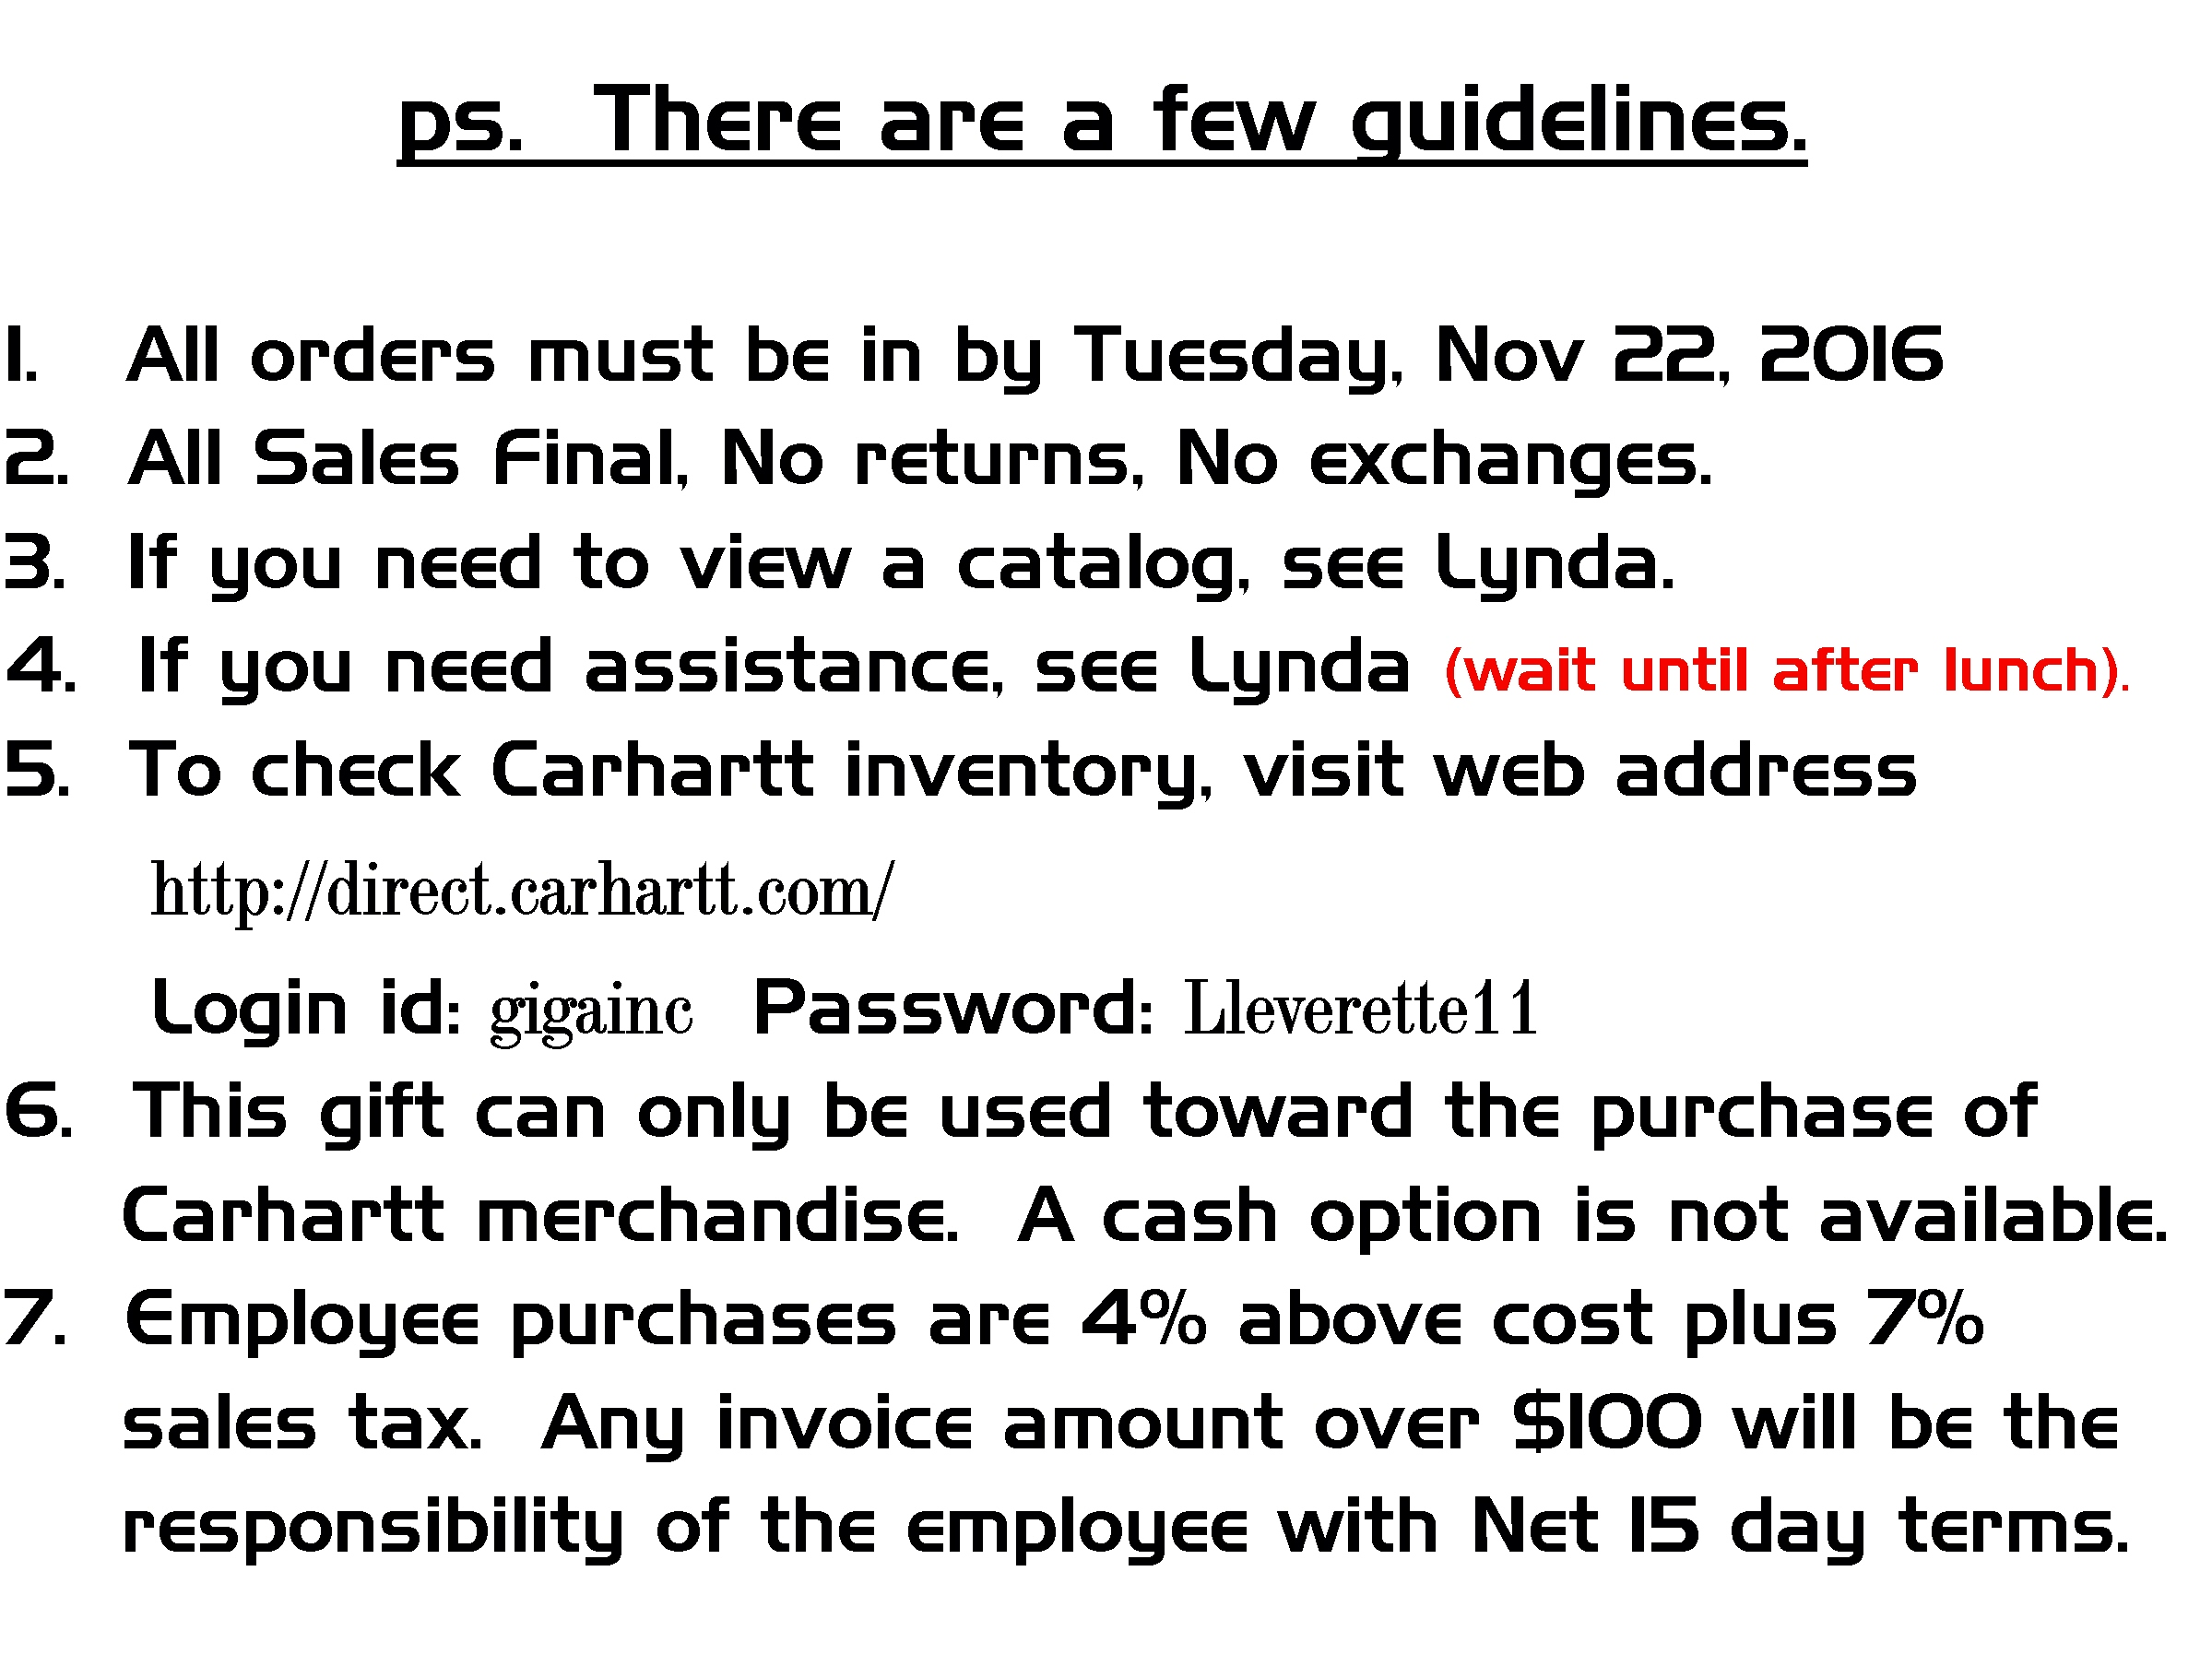 ps. There are a few guidelines.
1. All orders must be in by Tuesday, Nov 22, 2016
2. All Sales Final, No returns, No exchanges.
3. If you need to view a catalog, see Lynda.
4. If you need assistance, see Lynda (wait until after lunch).
5. To check Carhartt inventory, visit web address
http://direct.carhartt.com/
Login id: gigainc Password: Lleverette11
6. This gift can only be used toward the purchase of
Carhartt merchandise. A cash option is not available.
7. Employee purchases are 4% above cost plus 7%
sales tax. Any invoice amount over $100 will be the
responsibility of the employee with Net 15 day terms.